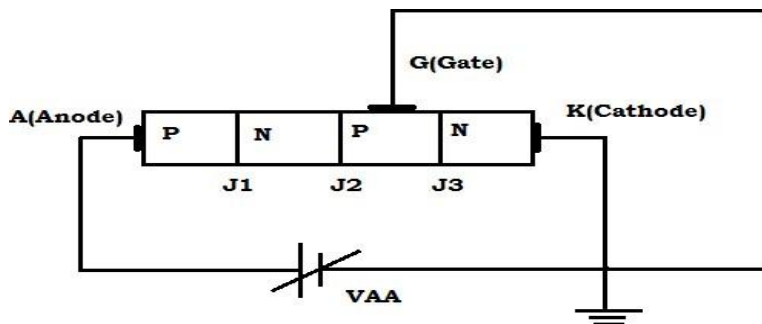 G(Gate)
A(Anode)
K(Cathode)
P
N
P
N
J1
J2
J3
VAA